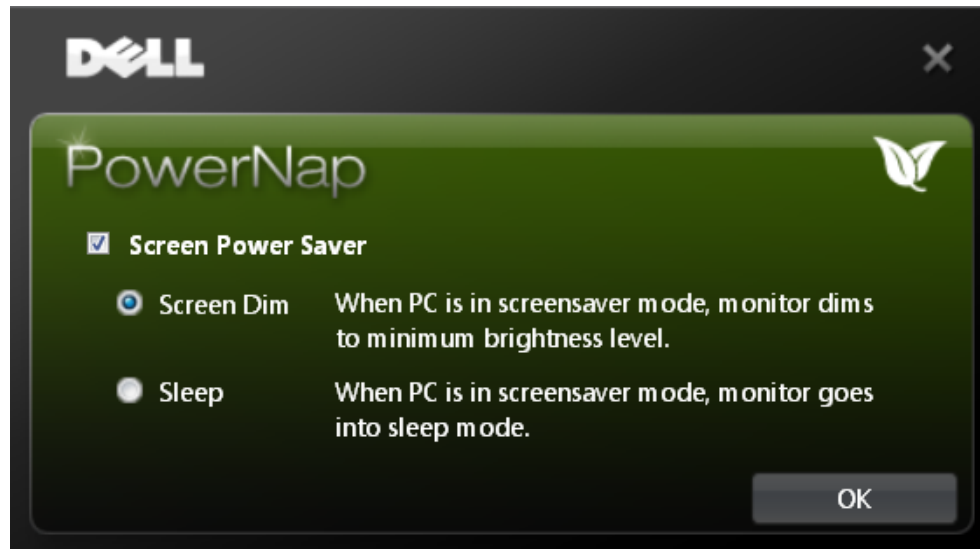 DELL
PowerNap
Screen Power Saver
Screen Dim When PC is in screensaver mode, monitor dims
to minimum brightness level.
Sleep When PC is in screensaver mode, monitor goes
into sleep mode.
OK